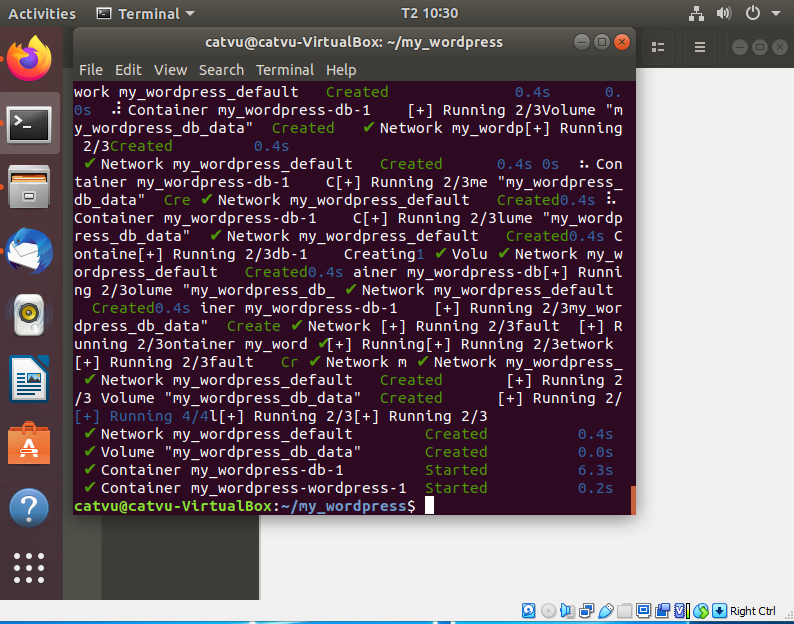 Activities Terminal T2 10:30
catvu@catvu-VirtualBox: ~/my_wordpress
File Edit View Search Terminal Help
work my_wordpress_default   Created              0.4s      0.
0s  ⠼ Container my_wordpress-db-1    [+] Running 2/3Volume "m
y_wordpress_db_data"  Created   ✔ Network my_wordp[+] Running
 2/3Created         0.4s
 ✔ Network my_wordpress_default   Created      0.4s 0s  ⠦ Con
tainer my_wordpress-db-1    C[+] Running 2/3me "my_wordpress_
db_data"  Cre ✔ Network my_wordpress_default   Created0.4s ⠧
Container my_wordpress-db-1    C[+] Running 2/3lume "my_wordp
ress_db_data"  ✔ Network my_wordpress_default   Created0.4s C
ontaine[+] Running 2/3db-1    Creating1 ✔ Volu ✔ Network my_w
ordpress_default   Created0.4s ainer my_wordpress-db[+] Runni
ng 2/3olume "my_wordpress_db_ ✔ Network my_wordpress_default
  Created0.4s iner my_wordpress-db-1    [+] Running 2/3my_wor
dpress_db_data"  Create ✔ Network [+] Running 2/3fault  [+] R
unning 2/3ontainer my_word ✔[+] Running[+] Running 2/3etwork
[+] Running 2/3fault   Cr ✔ Network m ✔ Network my_wordpress_
 ✔ Network my_wordpress_default   Created       [+] Running 2
/3 Volume "my_wordpress_db_data"  Created      [+] Running 2/
[+] Running 4/4l[+] Running 2/3[+] Running 2/3
 ✔ Network my_wordpress_default        Created          0.4s
 ✔ Volume "my_wordpress_db_data"       Created          0.0s
 ✔ Container my_wordpress-db-1         Started          6.3s
 ✔ Container my_wordpress-wordpress-1  Started          0.2s
catvu@catvu-VirtualBox:~/my_wordpress$
Right Ctrl